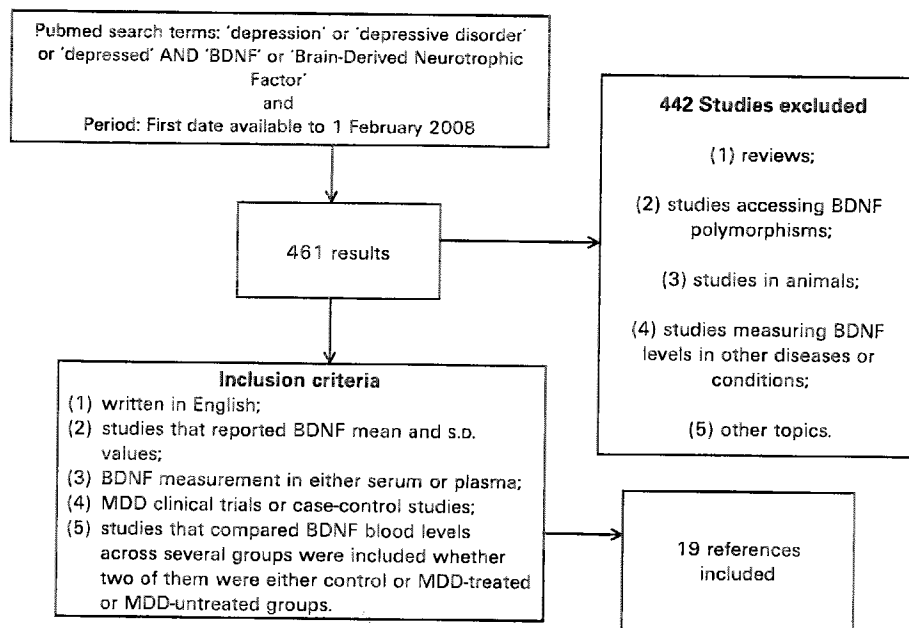 Pubmed search terms: 'depression' or 'depressive disorder'
or 'depressed' AND 'BDNF' or 'Brain-Derived Neurotrophic
Factor'
and
Period: First date available to 1 February 2008
461 results
442 Studies excluded
(1) reviews;
(2) studies accessing BDNF
polymorphisms;
(3) studies in animals;
(4) studies measuring BDNF
levels in other diseases or
conditions;
(5) other topics.
Inclusion criteria
(1) written in English;
(2) studies that reported BDNF mean and S.D.
values;
(3) BDNF measurement in either serum or plasma;
(4) MDD clinical trials or case-control studies;
(5) studies that compared BDNF blood levels
across several groups were included whether
two of them were either control or MDD-treated
or MDD-untreated groups.
19 references
included